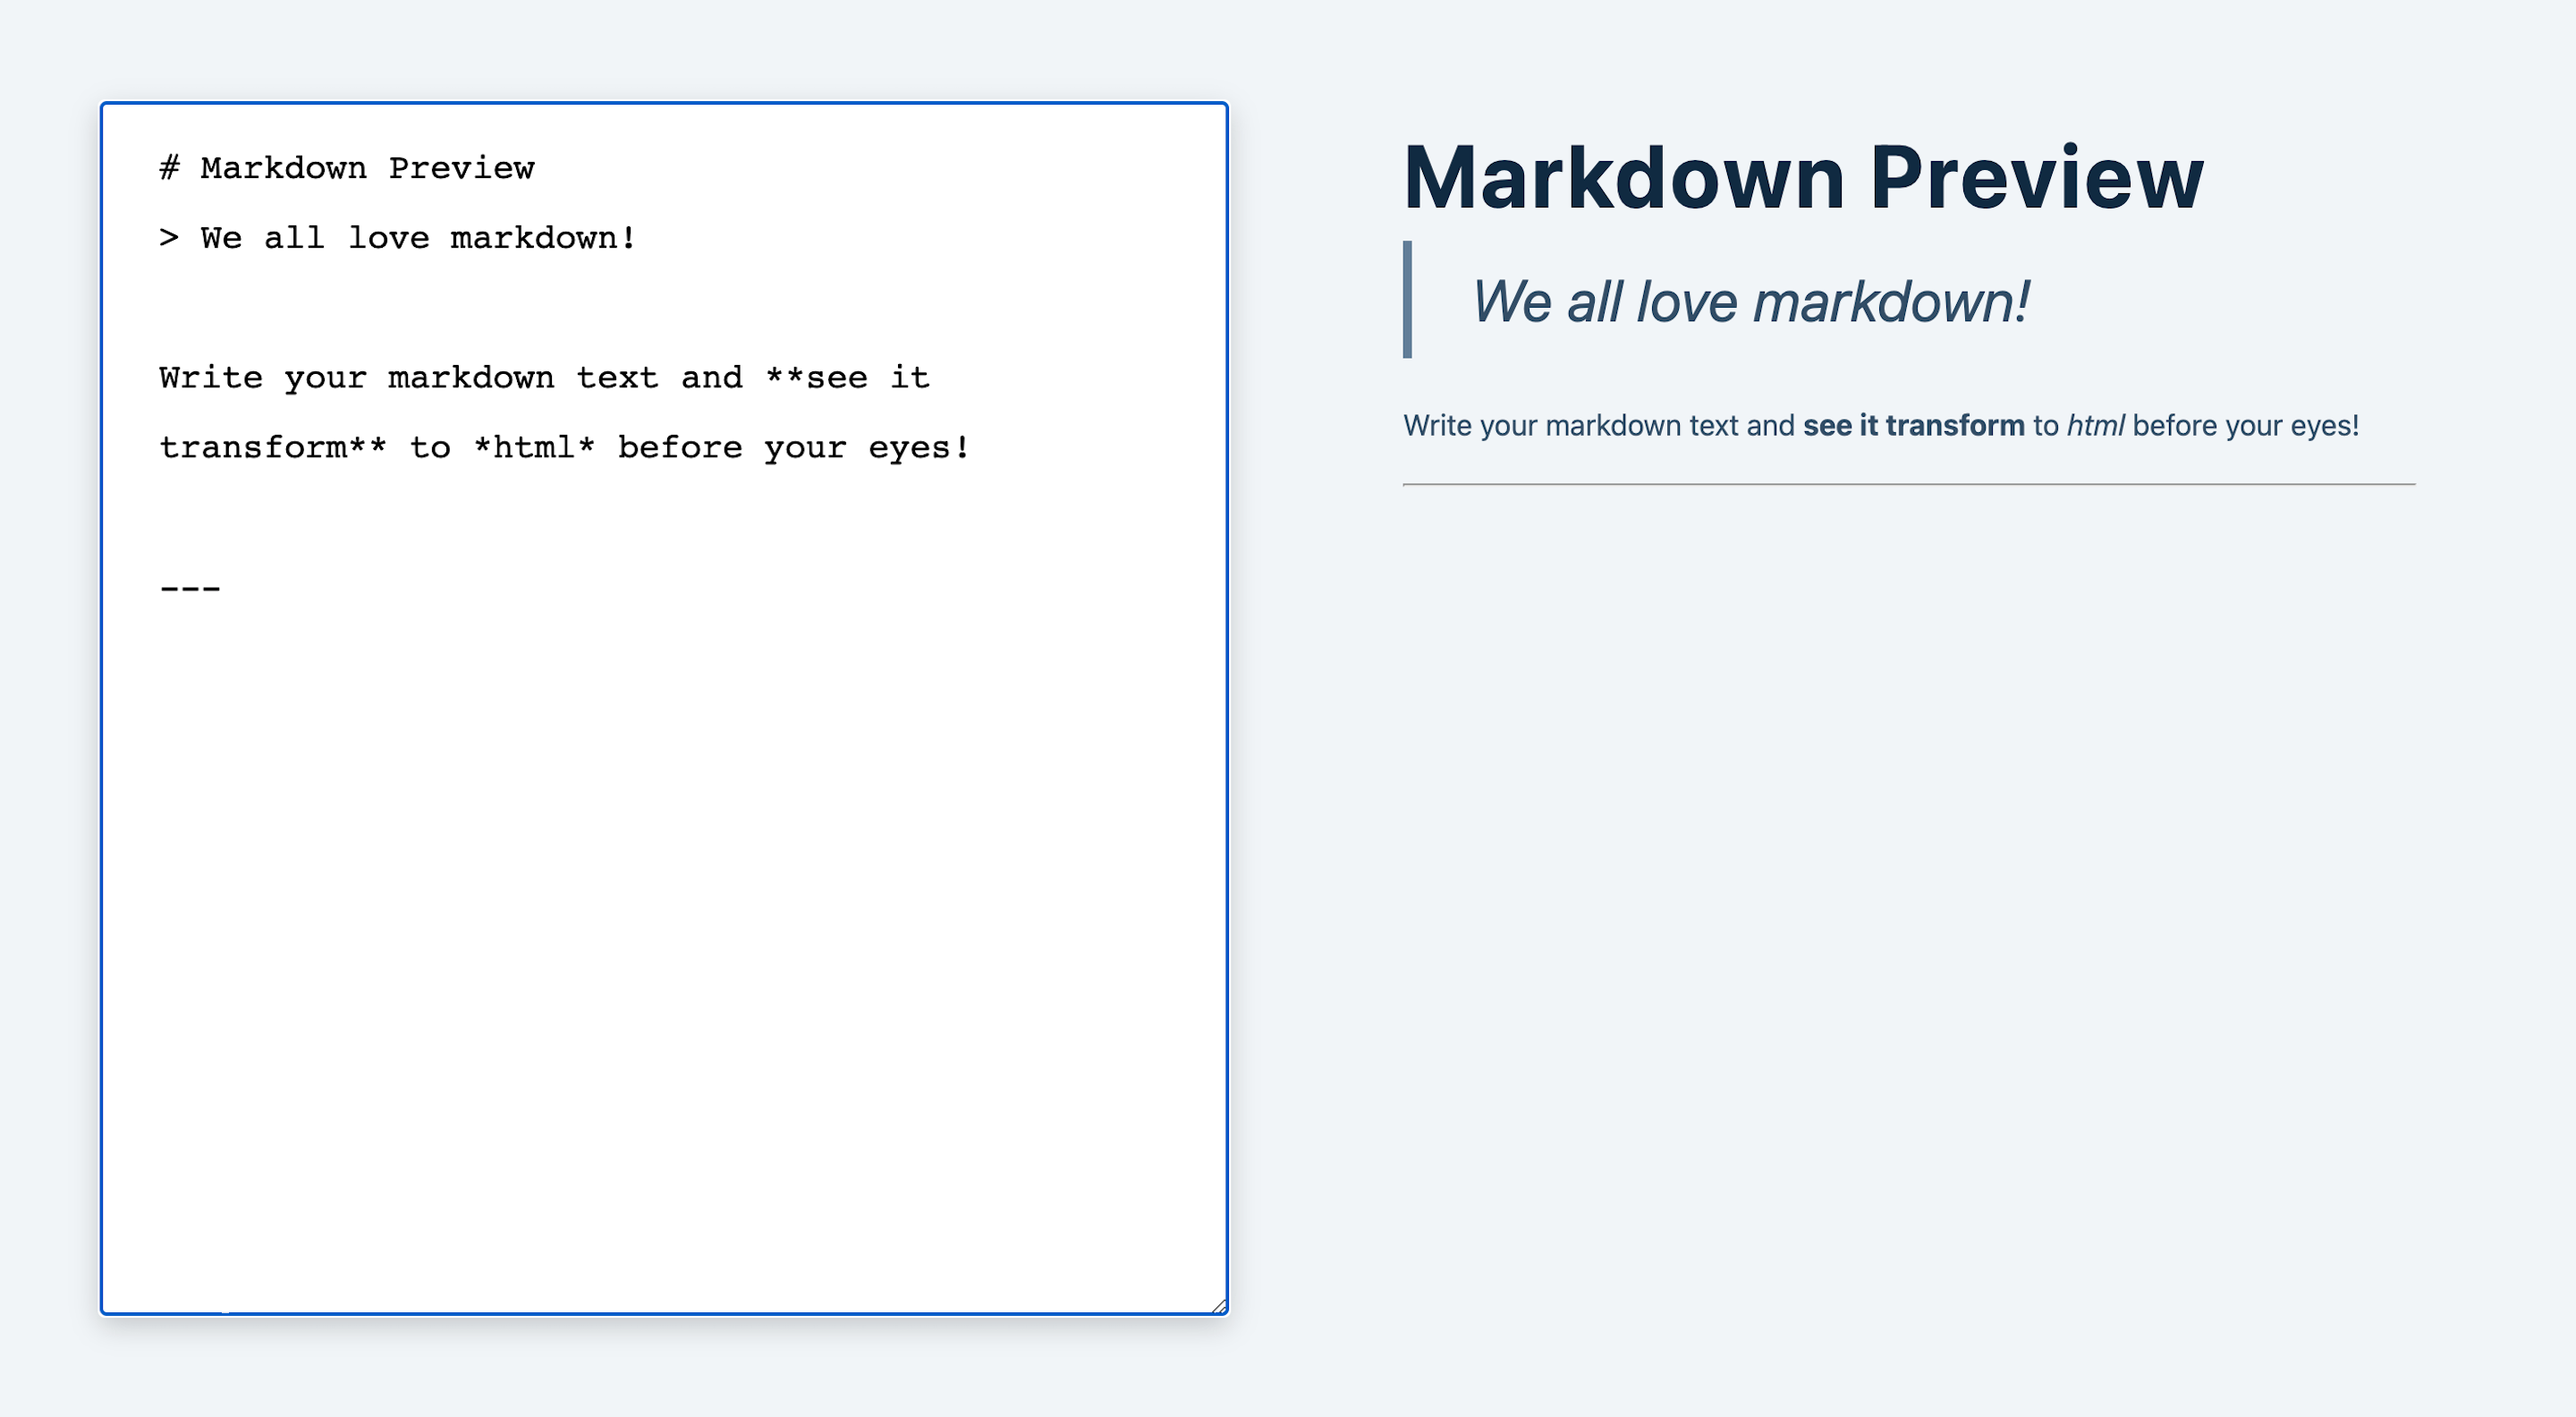 # Markdown Preview
> We all love markdown!
Write your markdown text and **see it
transform** to *html* before your eyes!
---
Markdown Preview
We all love markdown!
Write your markdown text and see it transform to html before your eyes!